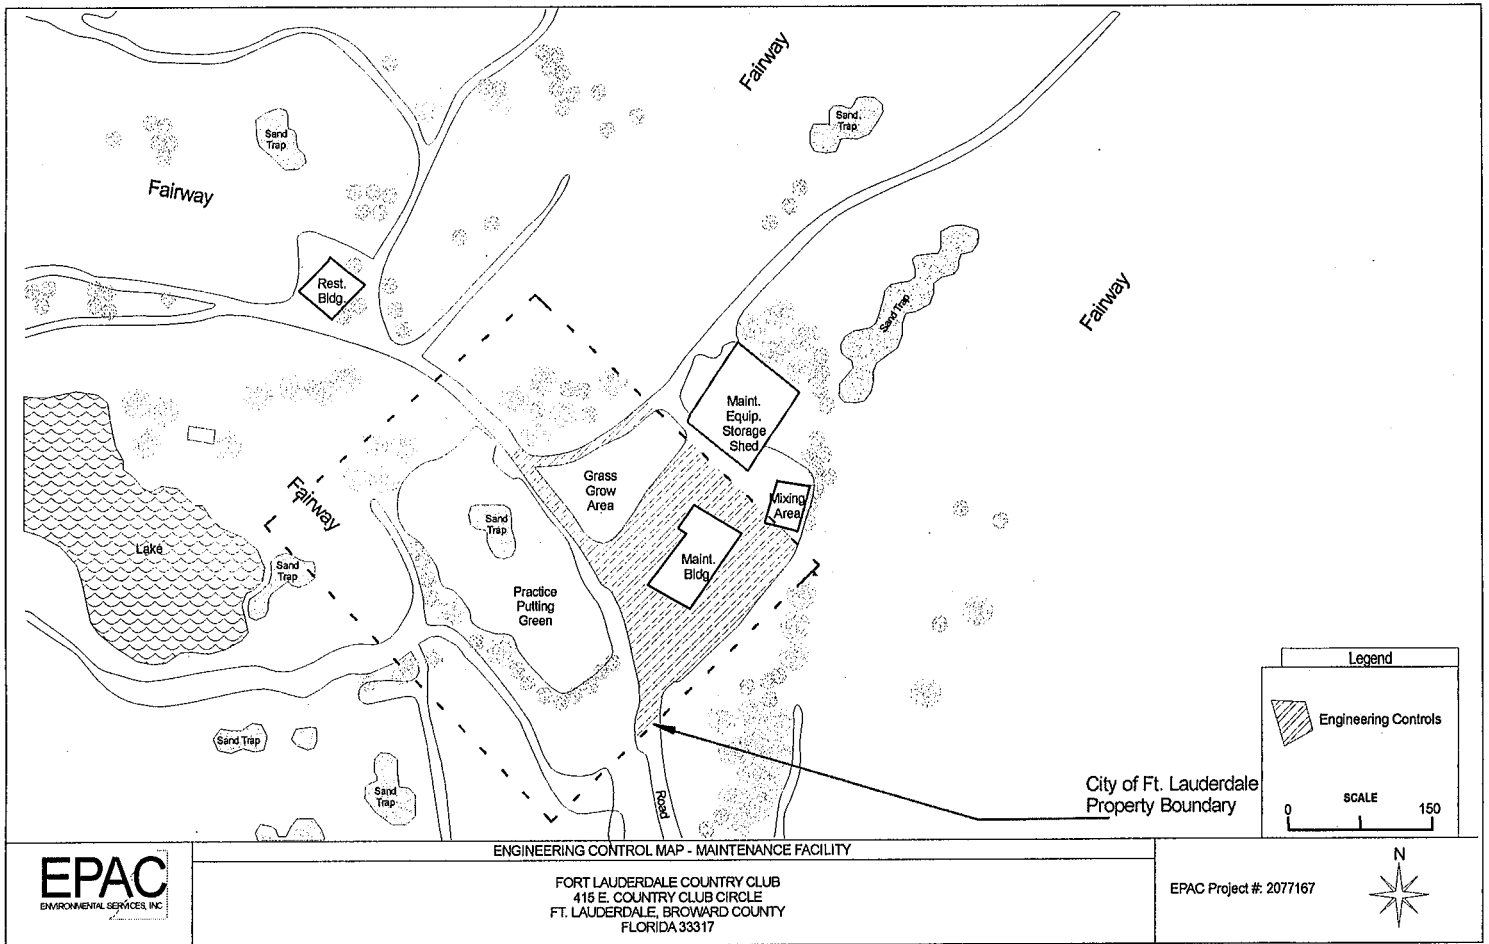 Fairway
Sand
Trap
Sand
Trap
Fairway
Rest.
Bldg.
Sand Trap
Fairway
Maint.
Equip.
Storage
Shed
Grass
Grow
Area
Mixing
Area
Fairway
Sand
Trap
Lake
Sand
Trap
Maint.
Bldg
Practice
Putting
Green
Legend
Engineering Controls
Sand Trap
Sand
Trap
Road
City of Ft. Lauderdale
Property Boundary
SCALE
0 150
ENGINEERING CONTROL MAP - MAINTENANCE FACILITY
EPAC
ENVIRONMENTAL SERVICES, INC
FORT LAUDERDALE COUNTRY CLUB
415 E. COUNTRY CLUB CIRCLE
FT. LAUDERDALE, BROWARD COUNTY
FLORIDA 33317
EPAC Project #: 2077167
N